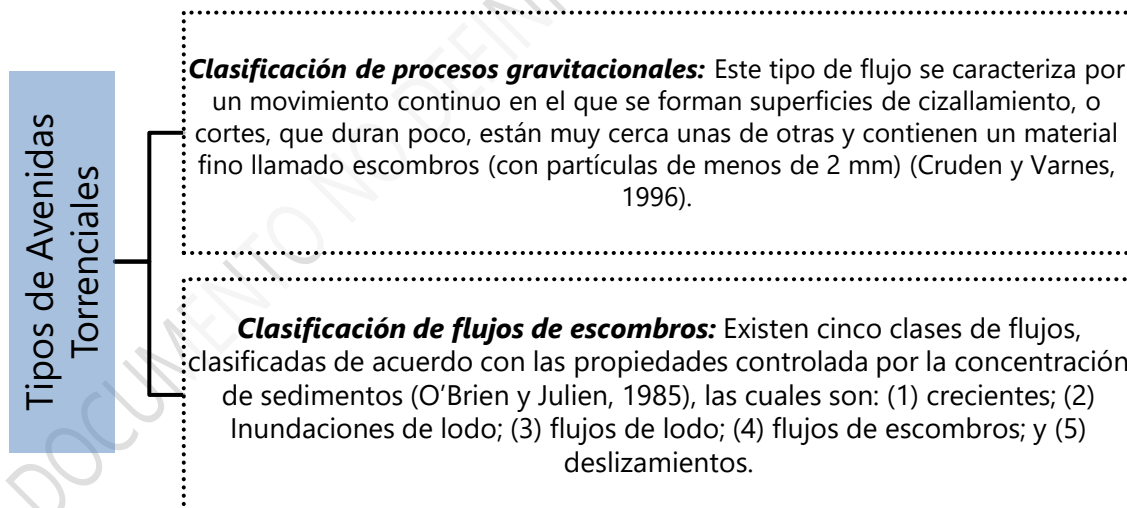 Tipos de Avenidas
Torrenciales
Clasificación de procesos gravitacionales: Este tipo de flujo se caracteriza por
un movimiento continuo en el que se forman superficies de cizallamiento, o
cortes, que duran poco, están muy cerca unas de otras y contienen un material
fino llamado escombros (con partículas de menos de 2 mm) (Cruden y Varnes,
1996).
Clasificación de flujos de escombros: Existen cinco clases de flujos,
clasificadas de acuerdo con las propiedades controlada por la concentración
de sedimentos (O’Brien y Julien, 1985), las cuales son: (1) crecientes; (2)
Inundaciones de lodo; (3) flujos de lodo; (4) flujos de escombros; y (5)
deslizamientos.
DOCUMENTO NO